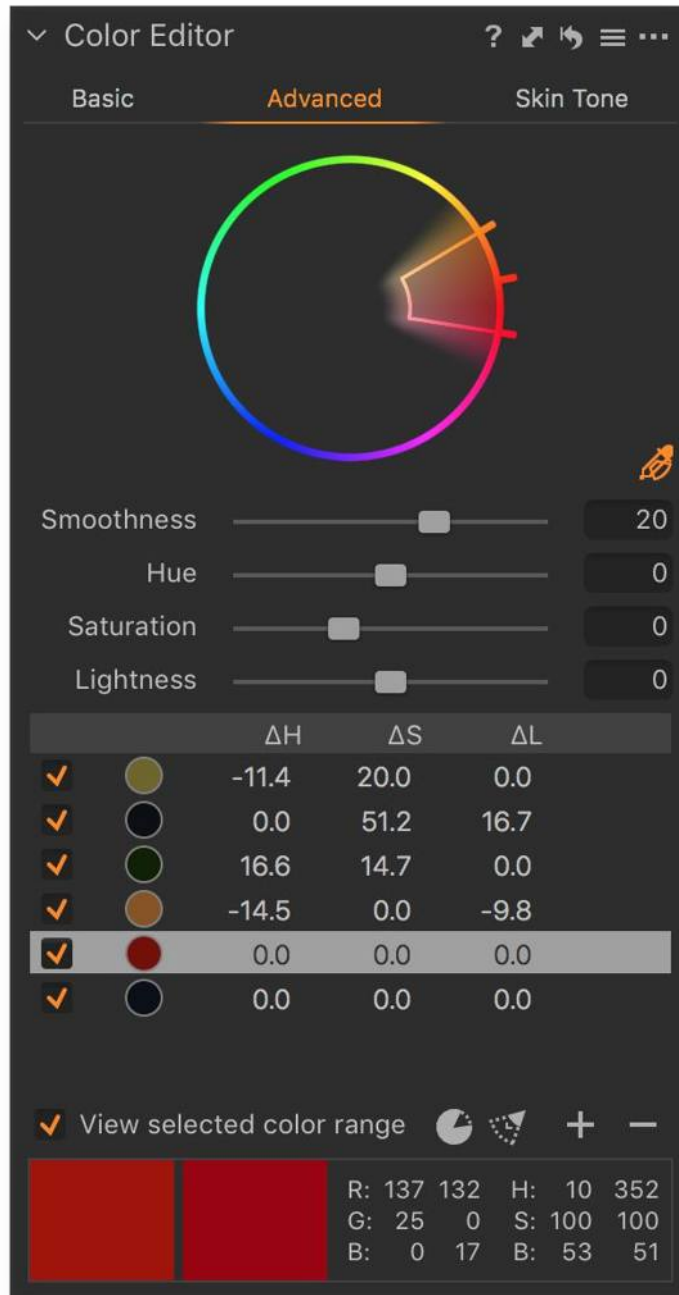 Color Editor ?
Basic Advanced Skin Tone
Smoothness 20
Hue 0
Saturation 0
Lightness 0
ΔH ΔS ΔL
-11.4 20.0 0.0
0.0 51.2 16.7
16.6 14.7 0.0
-14.5 0.0 -9.8
0.0 0.0 0.0
0.0 0.0 0.0
View selected color range
R: 137 132 H: 10 352
G: 25 0 S: 100 100
B: 0 17 B: 53 51